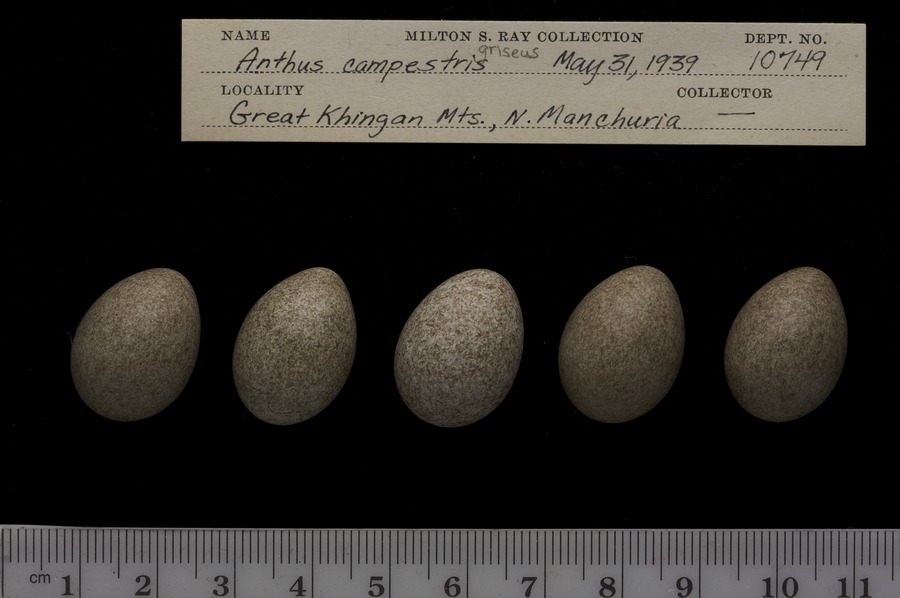 NAME MILTON S. RAY COLLECTION DEPT. NO.
Anthus campestris griseus May 31, 1939 10749
LOCALITY COLLECTOR
Great Khingan Mts., N. Manchuria —
cm 1 2 3 4 5 6 7 8 9 10 11